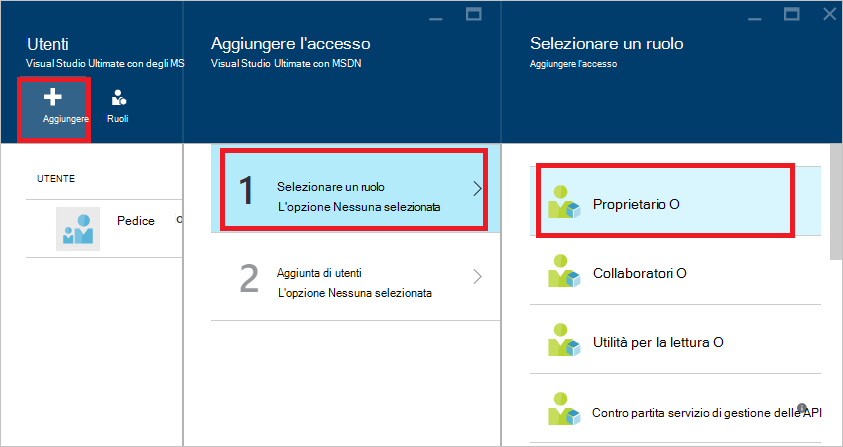 Utenti
Visual Studio Ultimate con degli MS
Aggiungere
Ruoli
UTENTE
Pedice
Aggiungere l'accesso
Visual Studio Ultimate con MSDN
1
Selezionare un ruolo
L'opzione Nessuna selezionata
2
Aggiunta di utenti
L'opzione Nessuna selezionata
Selezionare un ruolo
Aggiungere l'accesso
Proprietario O
Collaboratori O
Utilità per la lettura O
Contro partita servizio di gestione delle API